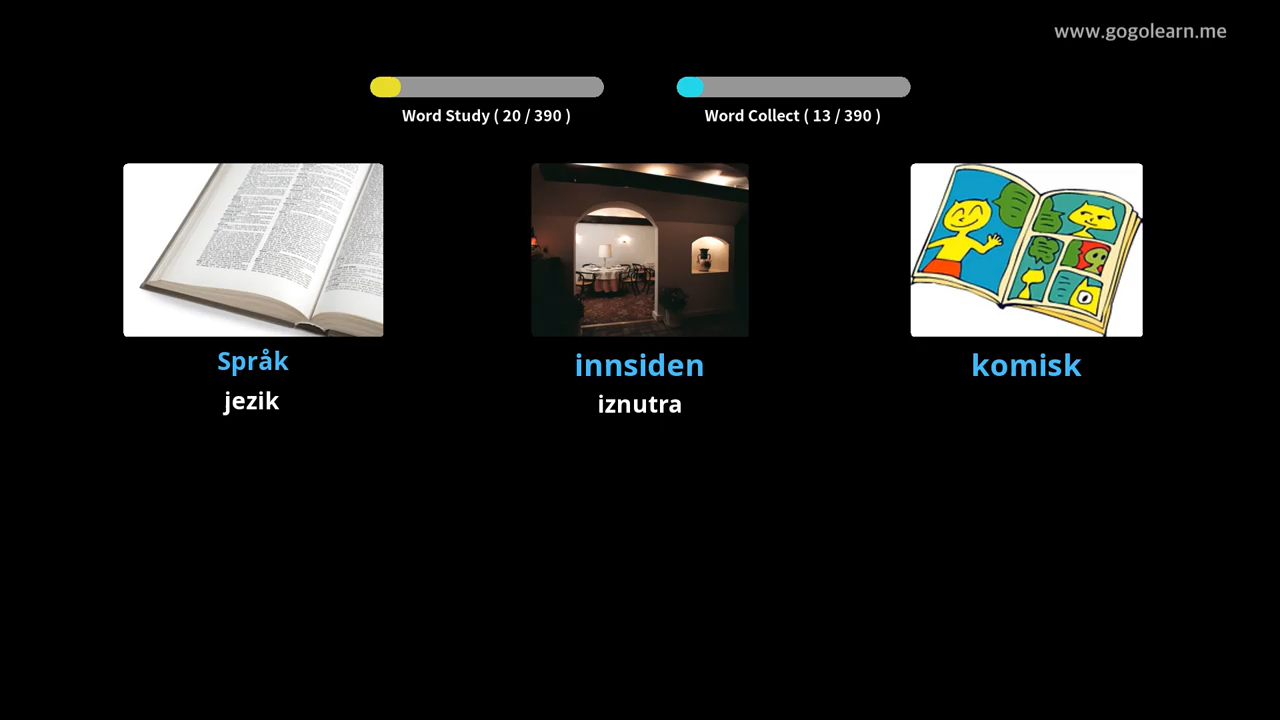 www.gogolearn.me
Word Study ( 20 / 390 )
Word Collect ( 13 / 390 )
Språk
innsiden
komisk
jezik
iznutra